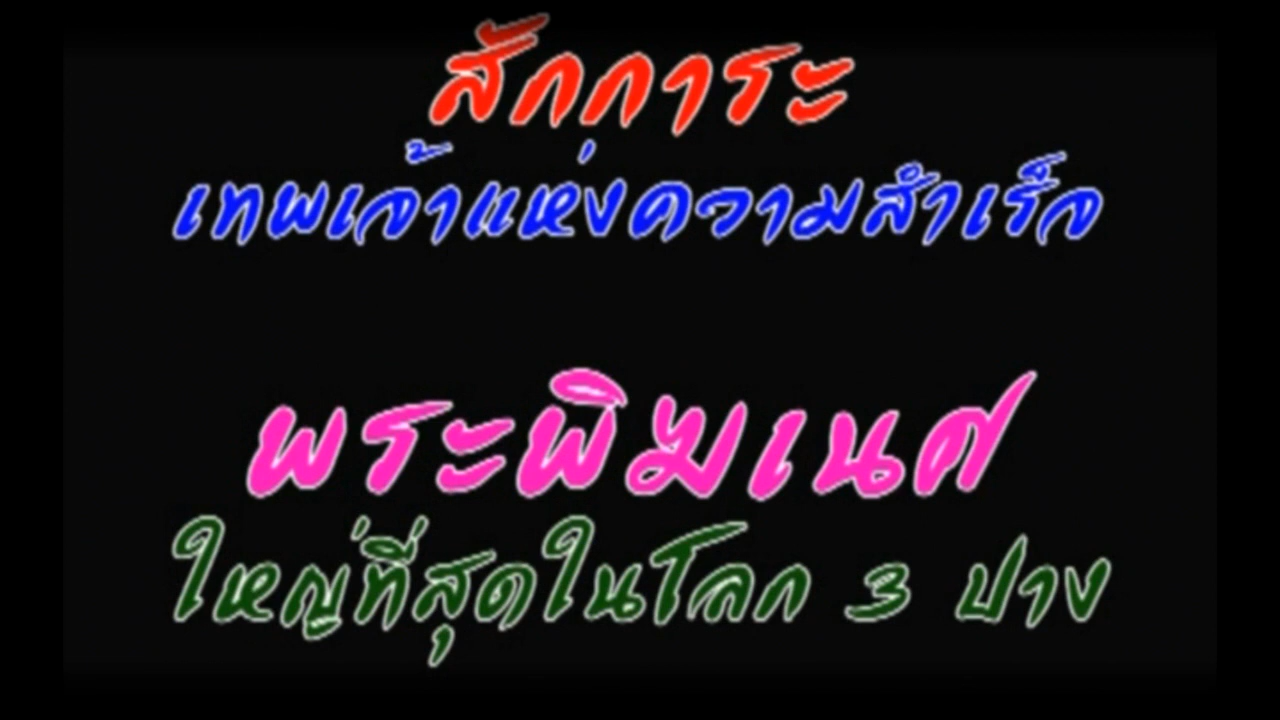 สักการะ
เทพเจ้าแห่งความสำเร็จ
พระพิฆเนศ
ใหญ่ที่สุดในโลก 3 ปาง